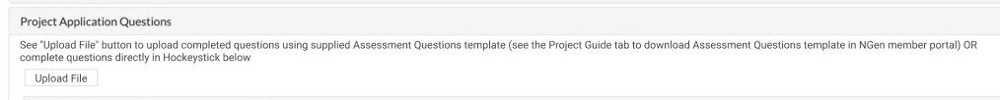 Project Application Questions
See "Upload File" button to upload completed questions using supplied Assessment Questions template (see the Project Guide tab to download Assessment Questions template in NGen member portal) OR
complete questions directly in Hockeystick below
Upload File